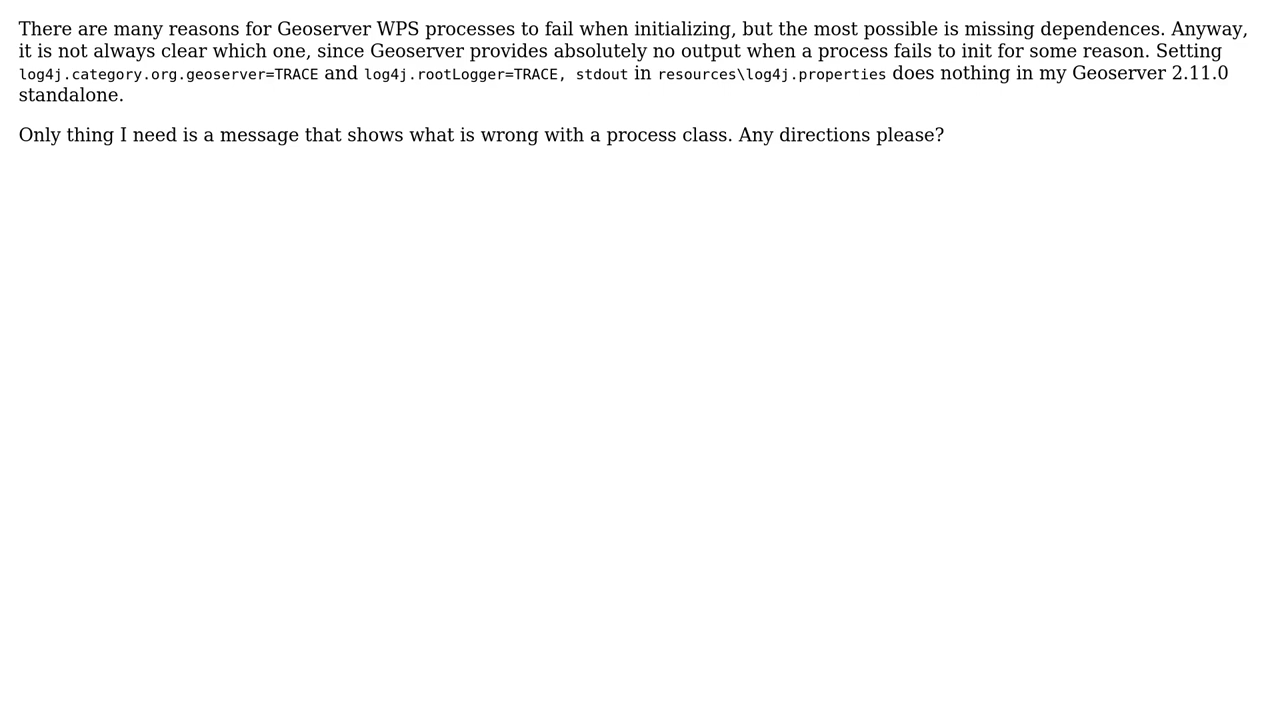 There are many reasons for Geoserver WPS processes to fail when initializing, but the most possible is missing dependences. Anyway,
it is not always clear which one, since Geoserver provides absolutely no output when a process fails to init for some reason. Setting
log4j.category.org.geoserver=TRACE and log4j.rootLogger=TRACE, stdout in resources\log4j.properties does nothing in my Geoserver 2.11.0
standalone.
Only thing I need is a message that shows what is wrong with a process class. Any directions please?